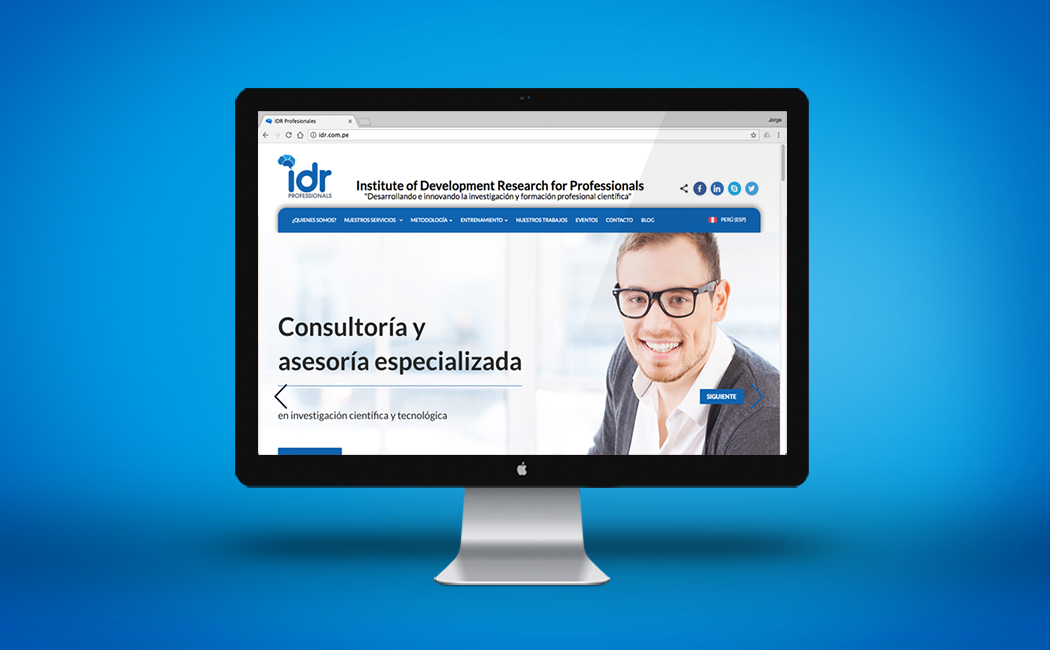 IDR Profesionales
Jorge
idr.com.pe
idr
PROFESSIONALS
Institute of Development Research for Professionals
"Desarrollando e innovando la investigación y formación profesional científica"
¿QUIENES SOMOS? NUESTROS SERVICIOS METODOLOGÍA ENTRENAMIENTO NUESTROS TRABAJOS EVENTOS CONTACTO BLOG PERÚ (ESP)
Consultoría y
asesoría especializada
SIGUIENTE
en investigación científica y tecnológica